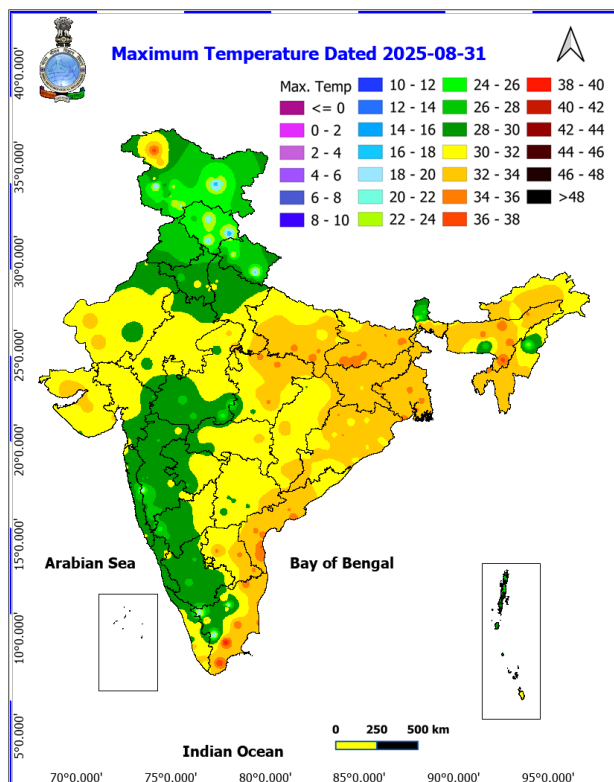 Maximum Temperature Dated 2025-08-31
Max. Temp
<= 0
0 - 2
2 - 4
4 - 6
6 - 8
8 - 10
10 - 12
12 - 14
14 - 16
16 - 18
18 - 20
20 - 22
22 - 24
24 - 26
26 - 28
28 - 30
30 - 32
32 - 34
34 - 36
36 - 38
38 - 40
40 - 42
42 - 44
44 - 46
46 - 48
>48
40°0.000'
35°0.000'
30°0.000'
25°0.000'
20°0.000'
15°0.000'
10°0.000'
5°0.000'
Arabian Sea
Bay of Bengal
0 250 500 km
Indian Ocean
70°0.000' 75°0.000' 80°0.000' 85°0.000' 90°0.000' 95°0.000'